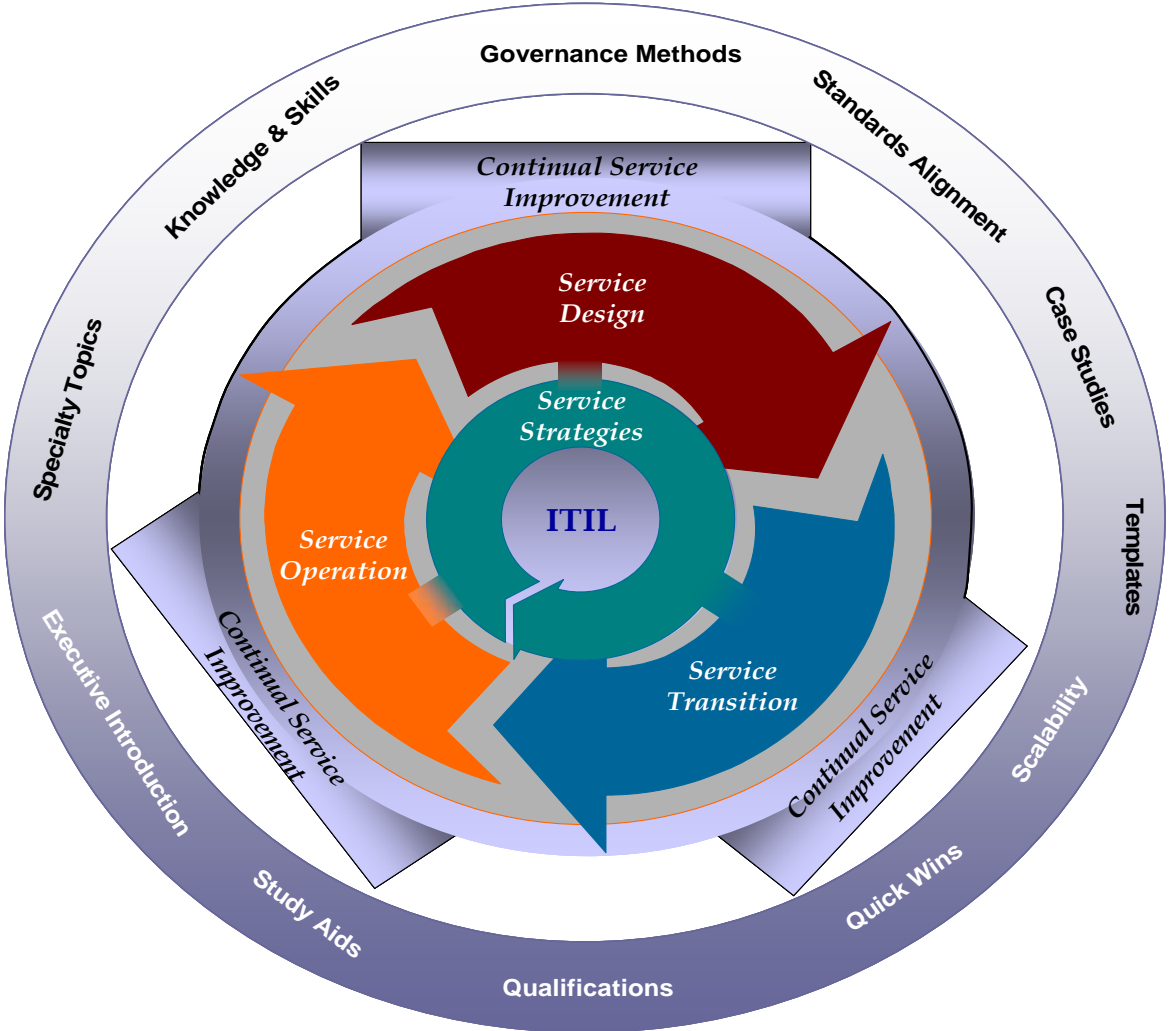 Governance Methods
Knowledge & Skills
Standards Alignment
Continual Service
Improvement
Service
Design
Case Studies
Specialty Topics
Service
Strategies
ITIL
Templates
Service
Operation
Service
Transition
Continual Service
Improvement
Continual Service
Improvement
Executive Introduction
Scalability
Study Aids
Quick Wins
Qualifications